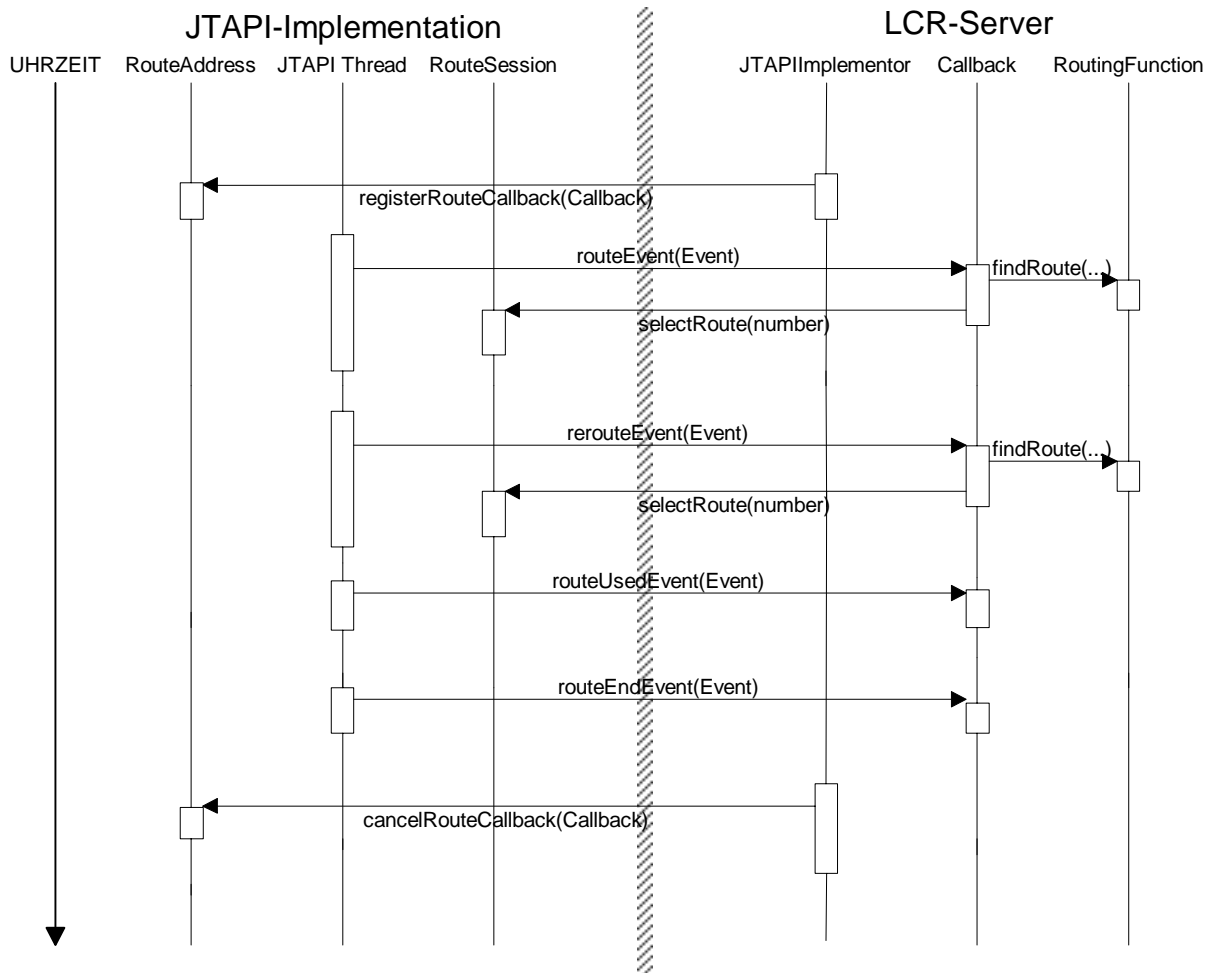 JTAPI-Implementation
LCR-Server
UHRZEIT RouteAddress JTAPI Thread RouteSession JTAPIImplementor Callback RoutingFunction
registerRouteCallback(Callback)
routeEvent(Event)
findRoute(...)
selectRoute(number)
rerouteEvent(Event)
findRoute(...)
selectRoute(number)
routeUsedEvent(Event)
routeEndEvent(Event)
cancelRouteCallback(Callback)